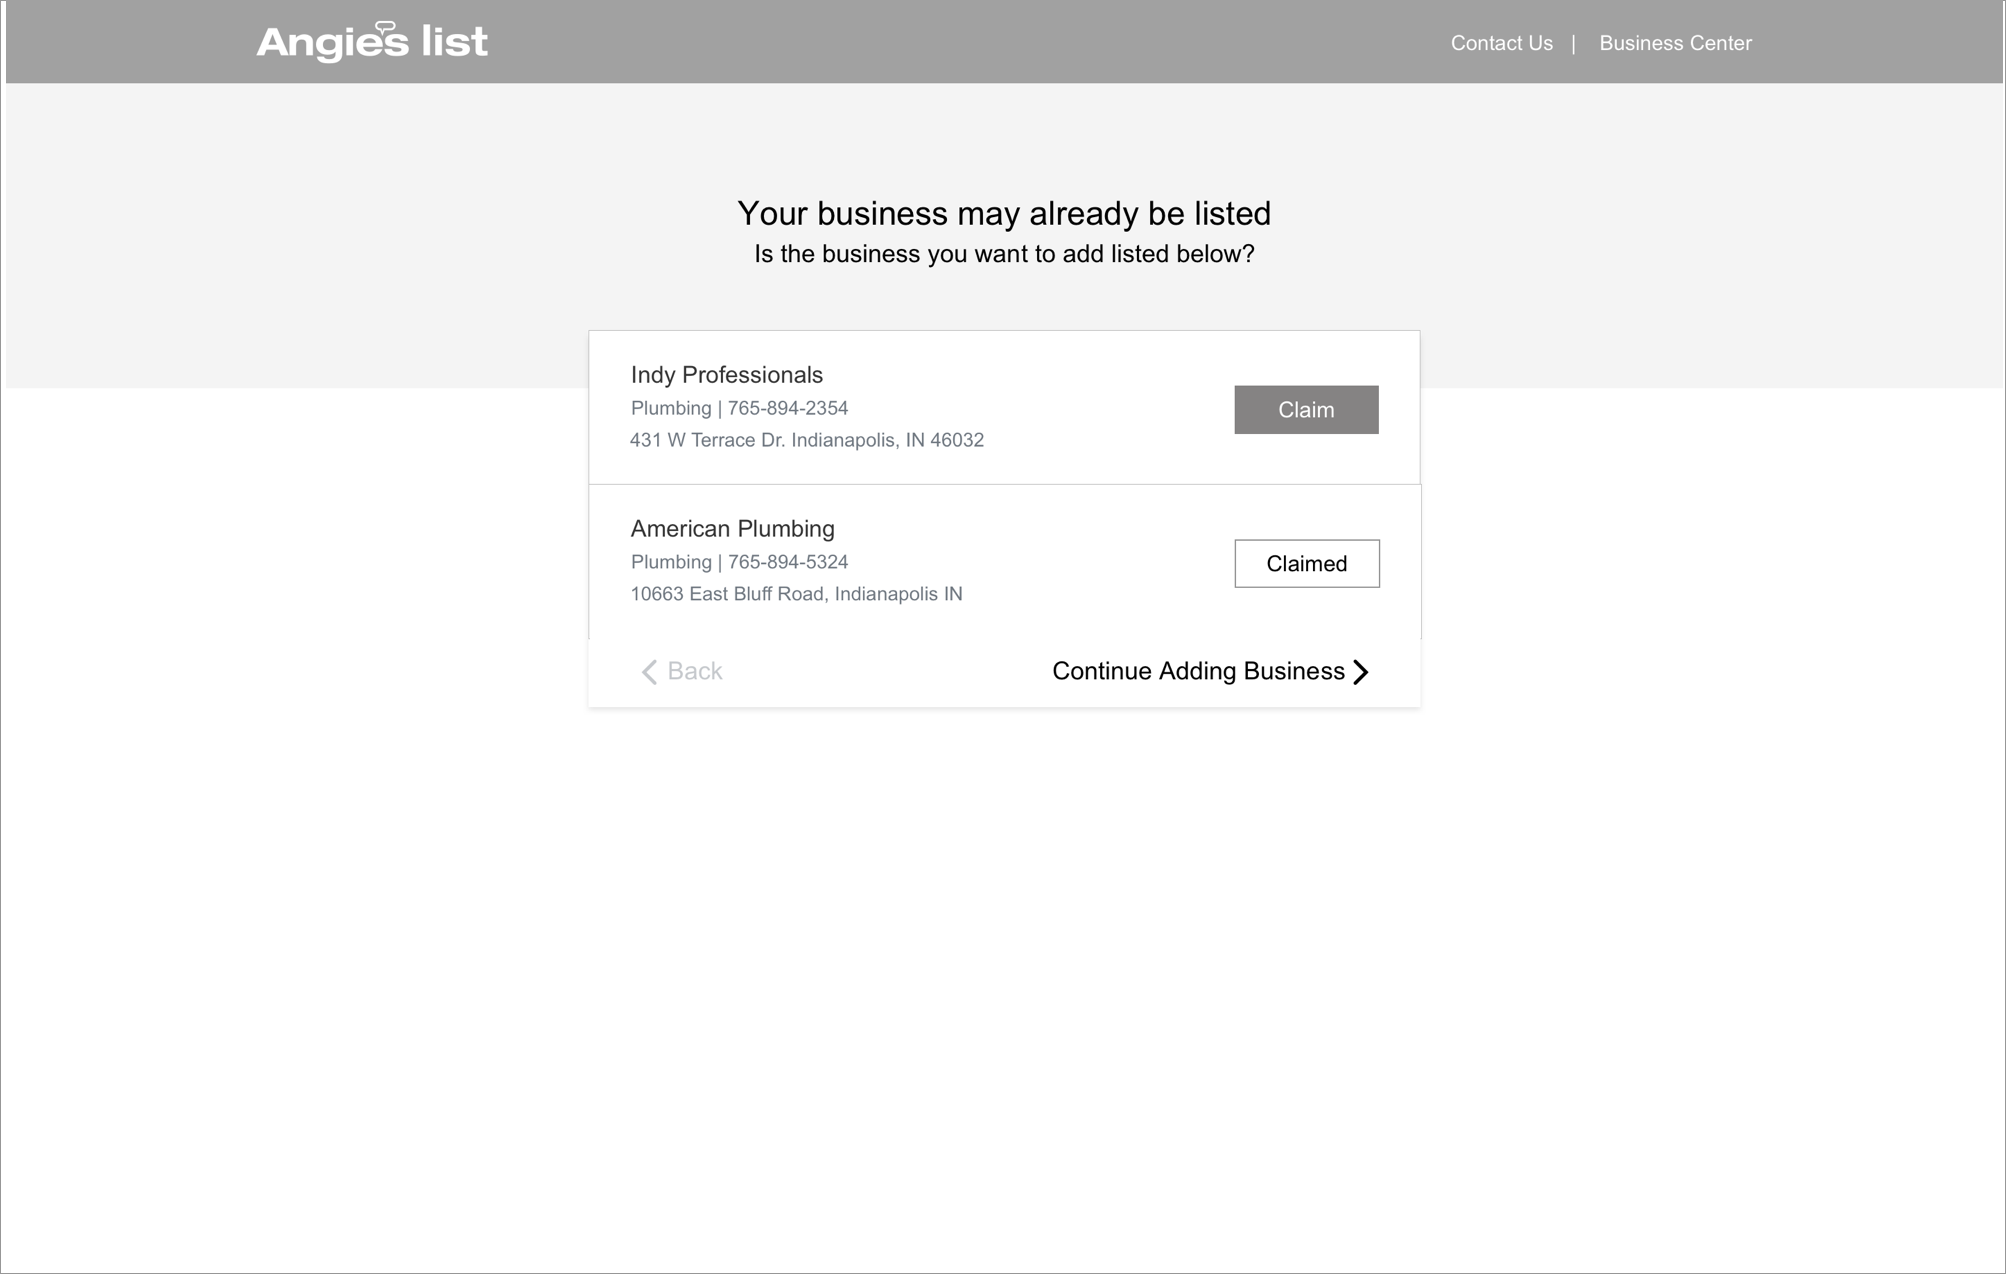 Angie's list
Contact Us | Business Center
Your business may already be listed
Is the business you want to add listed below?
Indy Professionals
Plumbing | 765-894-2354
431 W Terrace Dr. Indianapolis, IN 46032
Claim
American Plumbing
Plumbing | 765-894-5324
10663 East Bluff Road, Indianapolis IN
Claimed
Back
Continue Adding Business